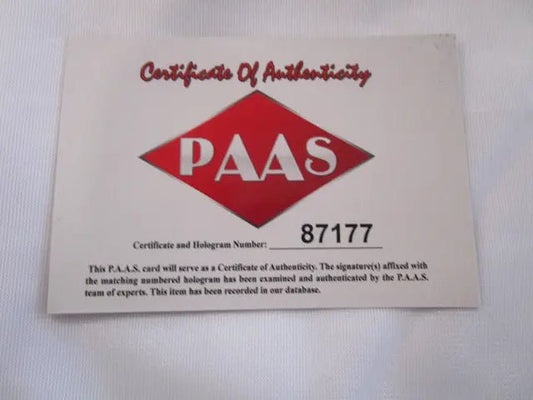 Certificate Of Authenticity
PAAS
Certificate and Hologram Number: 87177
This P.A.A.S. card will serve as a Certificate of Authenticity. The signature(s) affixed with
the matching numbered hologram has been examined and authenticated by the P.A.A.S.
team of experts. This item has been recorded in our database.